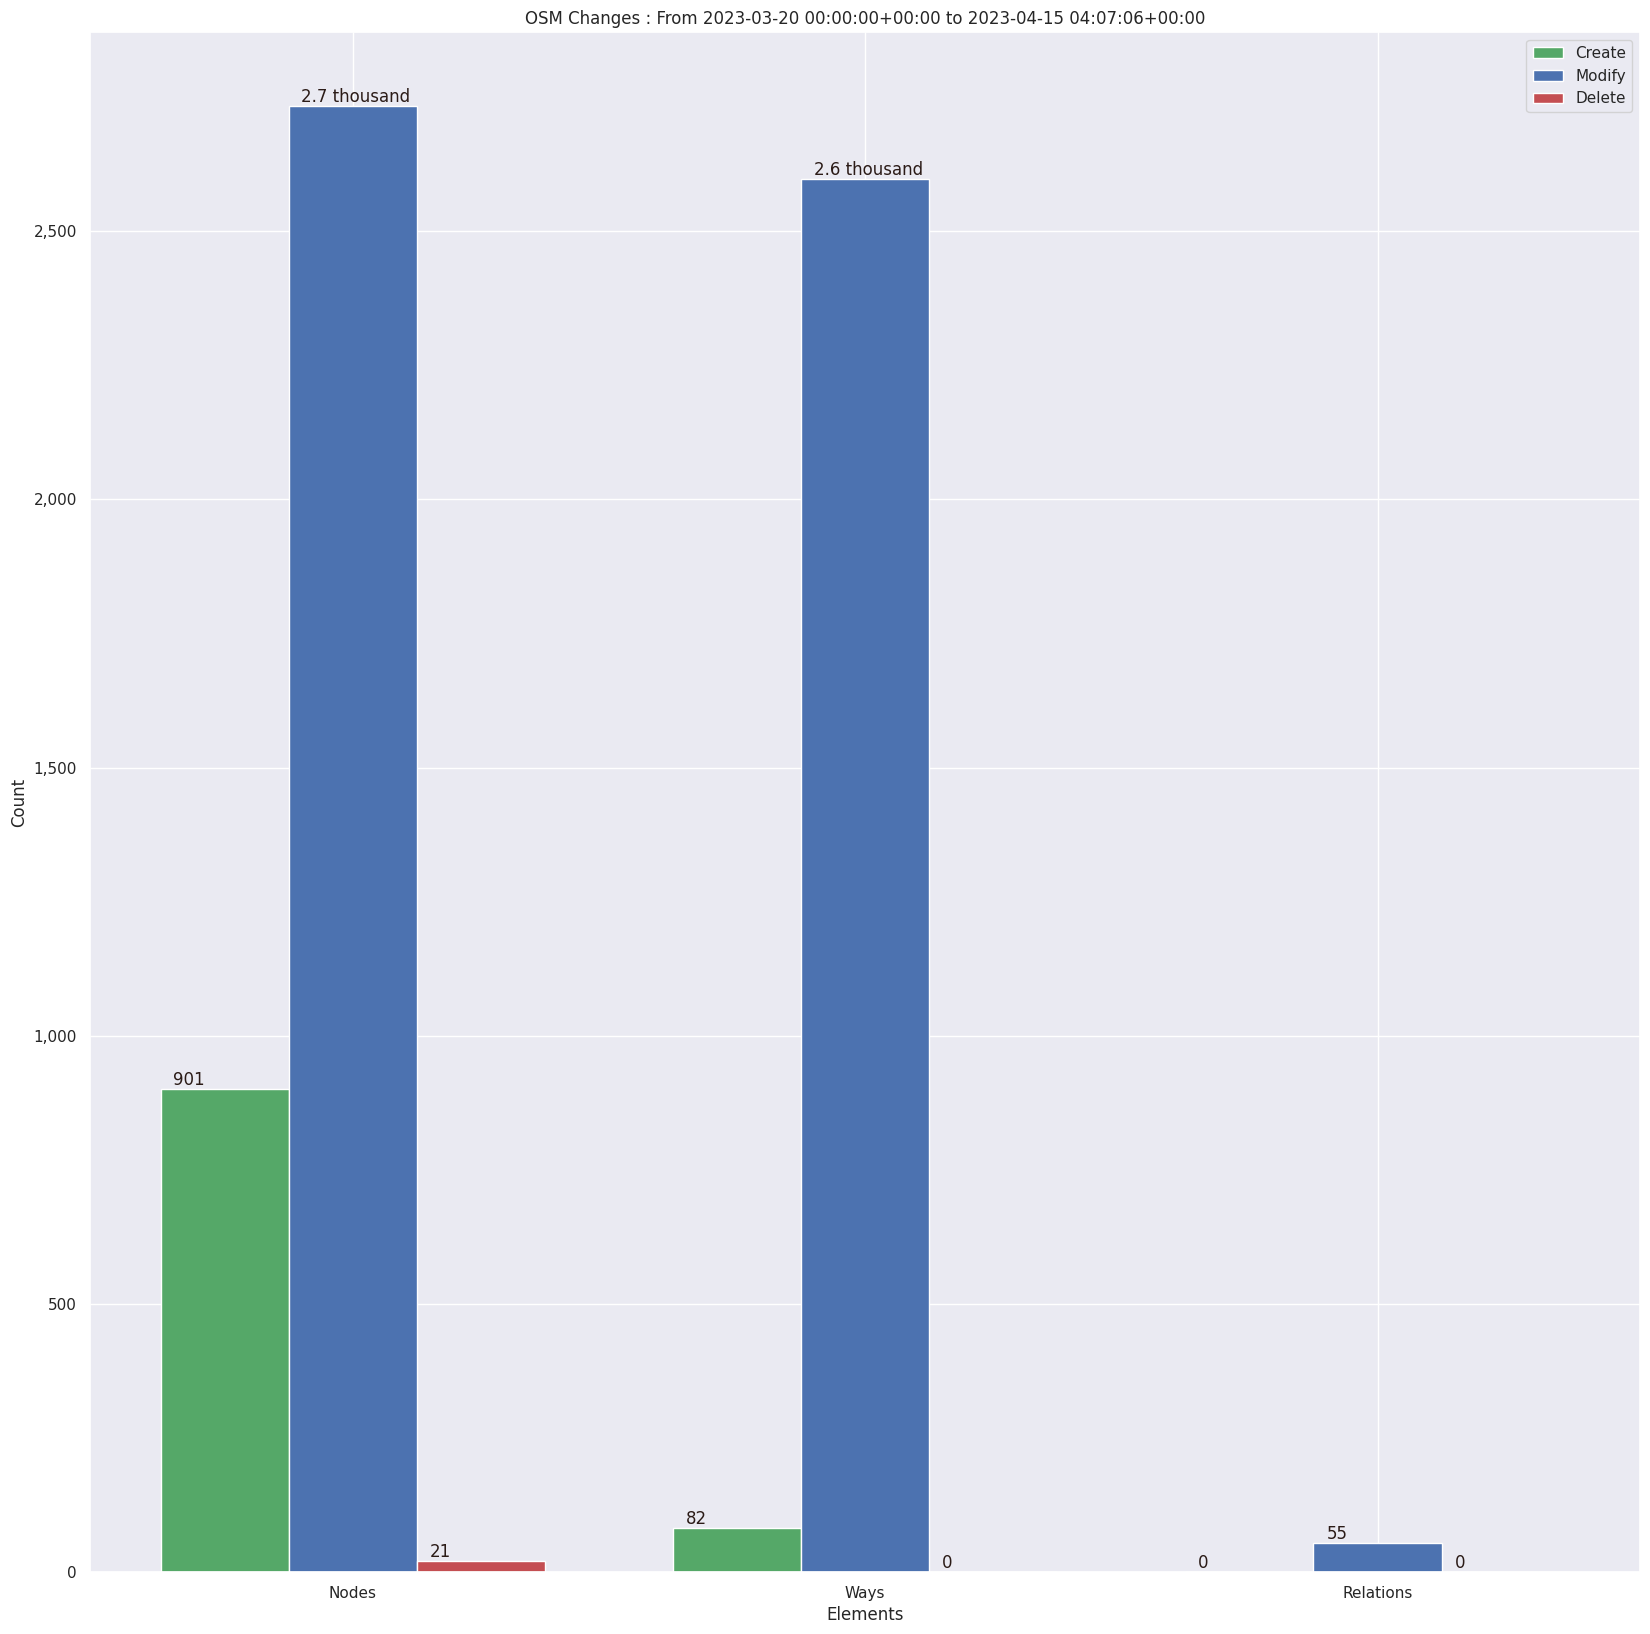 OSM Changes : From 2023-03-20 00:00:00+00:00 to 2023-04-15 04:07:06+00:00
Create
Modify
Delete
2.7 thousand
2.6 thousand
2,500
2,000
1,500
Count
1,000
901
500
82
55
21
0
0
0
0
Nodes
Ways
Relations
Elements